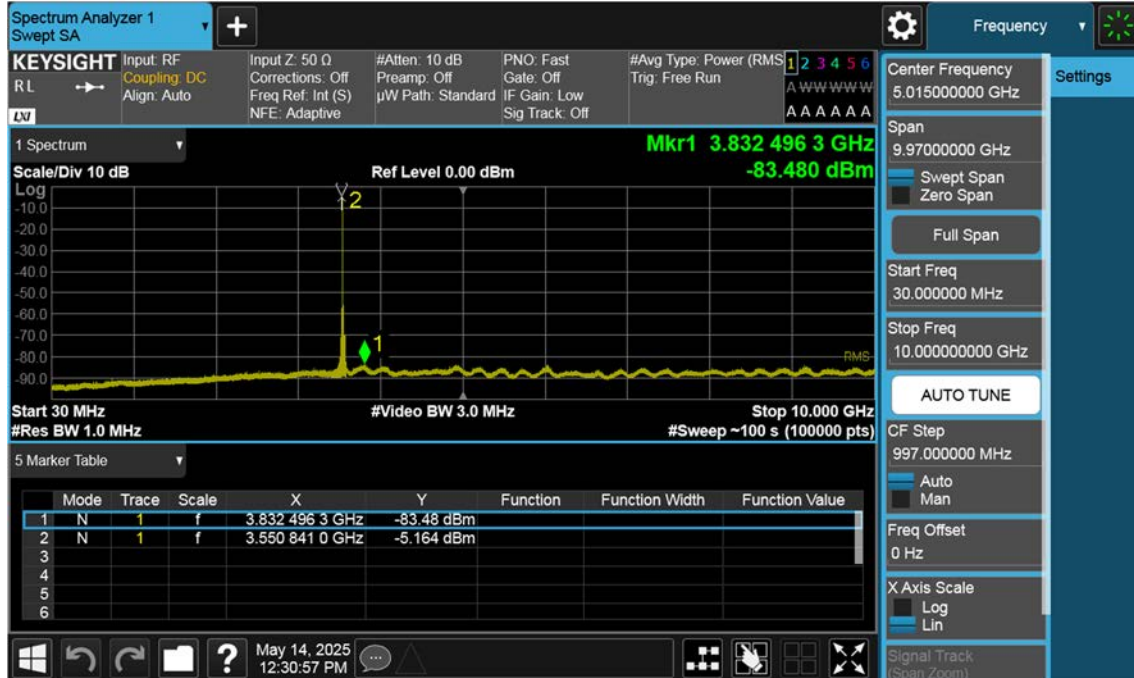 Spectrum Analyzer 1
Swept SA
+
Frequency
KEYSIGHT
RL
LXI
Input: RF
Coupling: DC
Align: Auto
Input Z: 50 Ω
Corrections: Off
Freq Ref: Int (S)
NFE: Adaptive
#Atten: 10 dB
Preamp: Off
µW Path: Standard
PNO: Fast
Gate: Off
IF Gain: Low
Sig Track: Off
#Avg Type: Power (RMS
Trig: Free Run
1 2 3 4 5 6
A W W W W W
A A A A A A
1 Spectrum
Mkr1 3.832 496 3 GHz
-83.480 dBm
Scale/Div 10 dB
Ref Level 0.00 dBm
Log
-10.0
-20.0
-30.0
-40.0
-50.0
-60.0
-70.0
-80.0
-90.0
2
1
RMS
Start 30 MHz
#Video BW 3.0 MHz
Stop 10.000 GHz
#Res BW 1.0 MHz
#Sweep ~100 s (100000 pts)
5 Marker Table
Mode Trace Scale X Y Function Function Width Function Value
1 N 1 f 3.832 496 3 GHz -83.48 dBm
2 N 1 f 3.550 841 0 GHz -5.164 dBm
3
4
5
6
?
May 14, 2025
12:30:57 PM
Center Frequency
5.015000000 GHz
Settings
Span
9.97000000 GHz
Swept Span
Zero Span
Full Span
Start Freq
30.000000 MHz
Stop Freq
10.000000000 GHz
AUTO TUNE
CF Step
997.000000 MHz
Auto
Man
Freq Offset
0 Hz
X Axis Scale
Log
Lin
Signal Track
(Span Zoom)